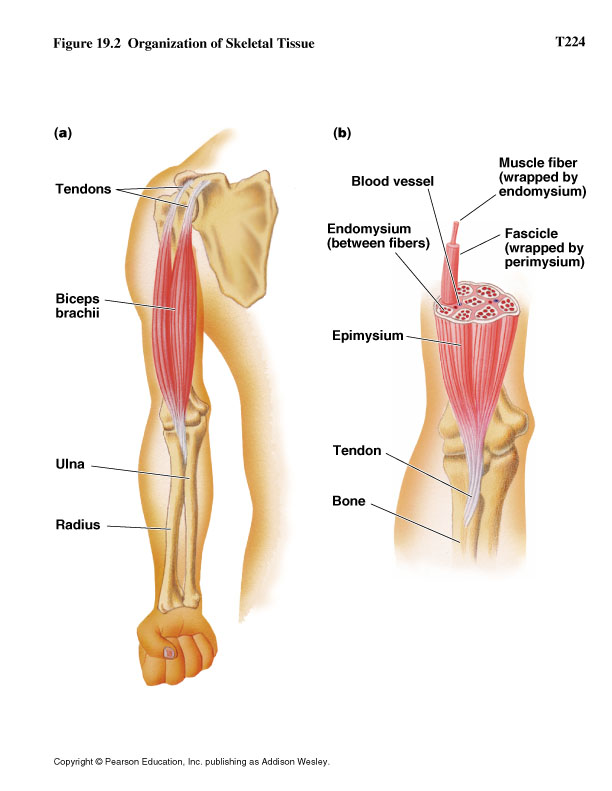 Figure 19.2 Organization of Skeletal Tissue
T224
(a)
Tendons
Biceps
brachii
Ulna
Radius
(b)
Muscle fiber
(wrapped by
endomysium)
Blood vessel
Endomysium
(between fibers)
Fascicle
(wrapped by
perimysium)
Epimysium
Tendon
Bone
Copyright © Pearson Education, Inc. publishing as Addison Wesley.